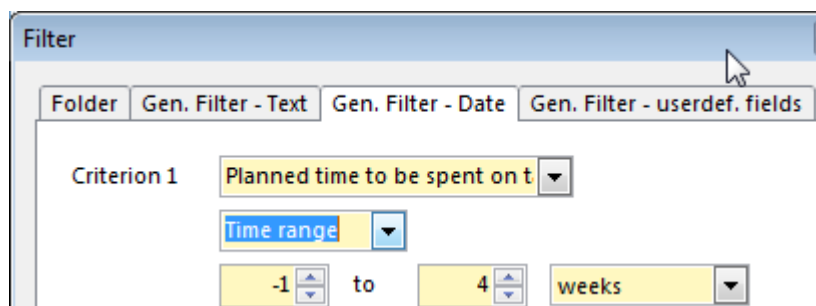 Filter
Folder Gen. Filter - Text Gen. Filter - Date Gen. Filter - userdef. fields
Criterion 1 Planned time to be spent on t
Time range
-1 to 4 weeks